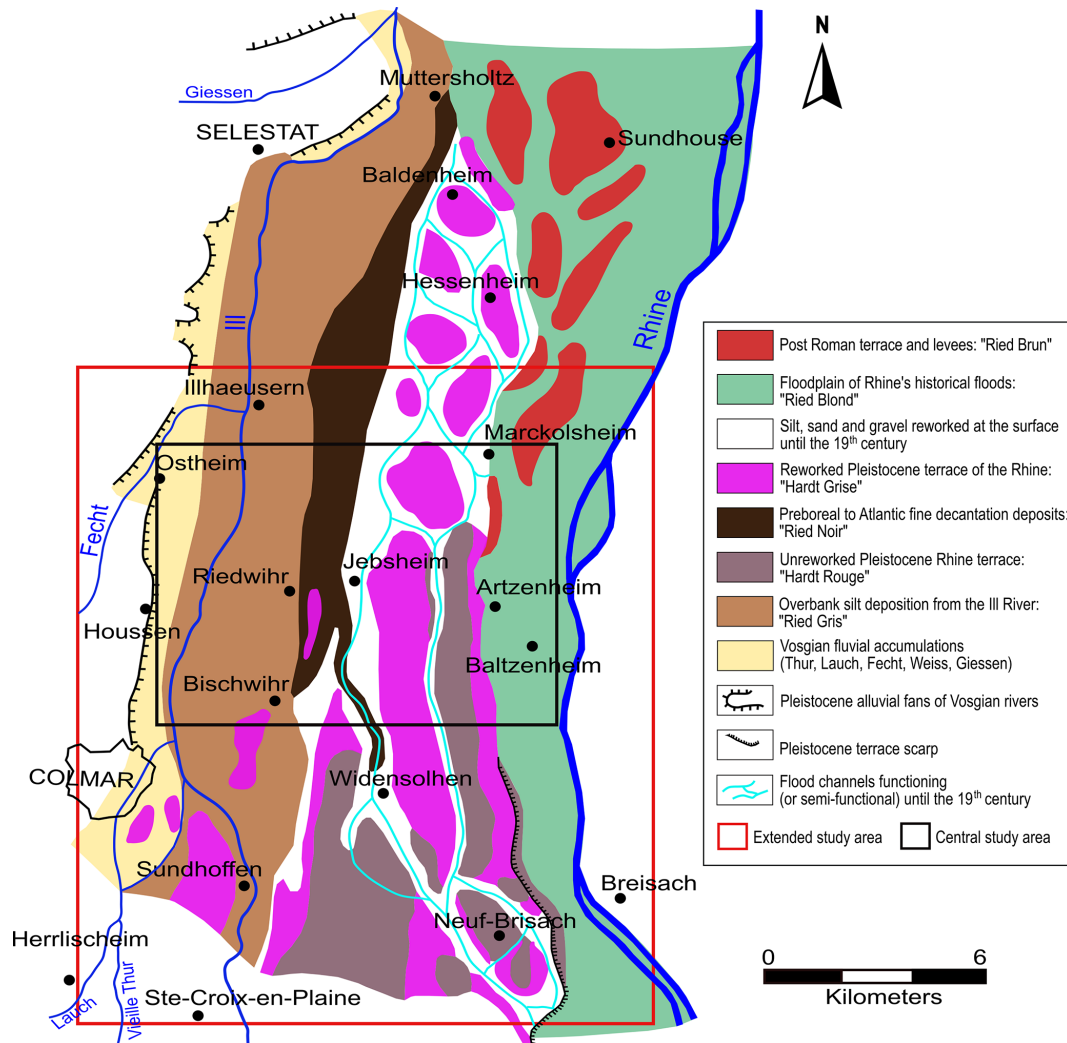 N
Giessen
Muttersholtz
SELESTAT
Sundhouse
Baldenheim
Hessenheim
Ill
Rhine
Illhaeusern
Marckolsheim
Ostheim
Fecht
Riedwihr
Jebsheim
Artzenheim
Houssen
Baltzenheim
Bischwihr
COLMAR
Widensolhen
Sundhoffen
Breisach
Neuf-Brisach
Herrlischeim
Lauch
Vieille Thur
Ste-Croix-en-Plaine
Post Roman terrace and levees: "Ried Brun"
Floodplain of Rhine's historical floods:
"Ried Blond"
Silt, sand and gravel reworked at the surface
until the 19th century
Reworked Pleistocene terrace of the Rhine:
"Hardt Grise"
Preboreal to Atlantic fine decantation deposits:
"Ried Noir"
Unreworked Pleistocene Rhine terrace:
"Hardt Rouge"
Overbank silt deposition from the Ill River:
"Ried Gris"
Vosgian fluvial accumulations
(Thur, Lauch, Fecht, Weiss, Giessen)
Pleistocene alluvial fans of Vosgian rivers
Pleistocene terrace scarp
Flood channels functioning
(or semi-functional) until the 19th century
Extended study area
Central study area
0 6
Kilometers